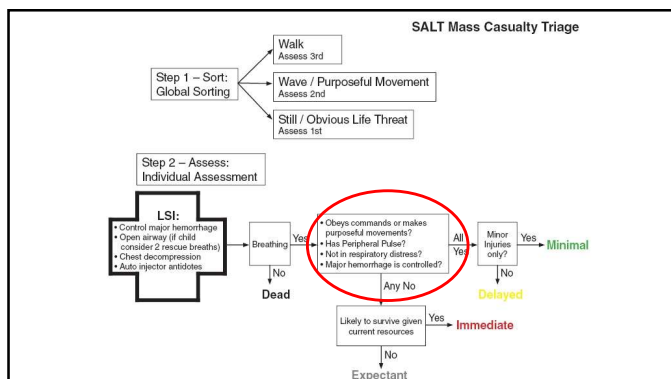 SALT Mass Casualty Triage
Walk
Assess 3rd
Step 1 – Sort:
Global Sorting
Wave / Purposeful Movement
Assess 2nd
Still / Obvious Life Threat
Assess 1st
Step 2 – Assess:
Individual Assessment
LSI:
• Control major hemorrhage
• Open airway (if child
consider 2 rescue breaths)
• Chest decompression
• Auto injector antidotes
Breathing
Yes
No
Dead
• Obeys commands or makes
purposeful movements?
• Has Peripheral Pulse?
• Not in respiratory distress?
• Major hemorrhage is controlled?
All
Yes
Minor
Injuries
only?
Yes
Minimal
No
Delayed
Any No
Likely to survive given
current resources
Yes
Immediate
No
Expectant